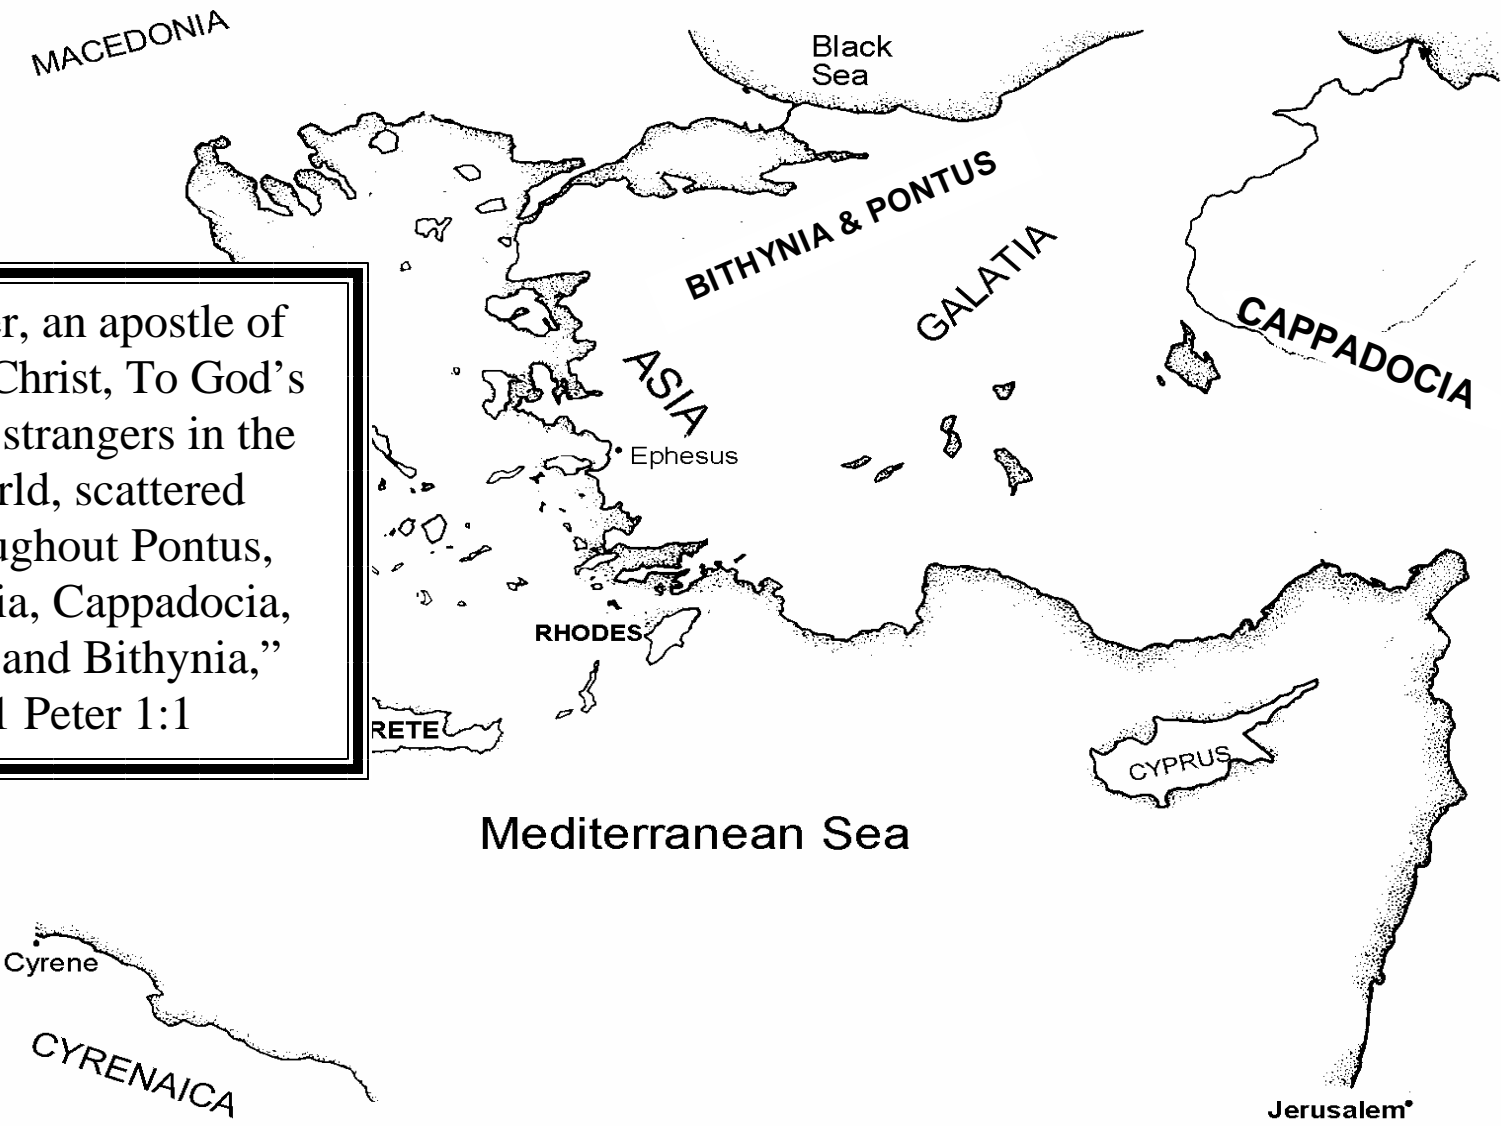 MACEDONIA
Black
Sea
BITHYNIA & PONTUS
GALATIA
CAPPADOCIA
ASIA
Ephesus
r, an apostle of
Christ, To God’s
strangers in the
rld, scattered
ughout Pontus,
ia, Cappadocia,
and Bithynia,”
1 Peter 1:1
RHODES
RETE
CYPRUS
Mediterranean Sea
Cyrene
CYRENAICA
Jerusalem